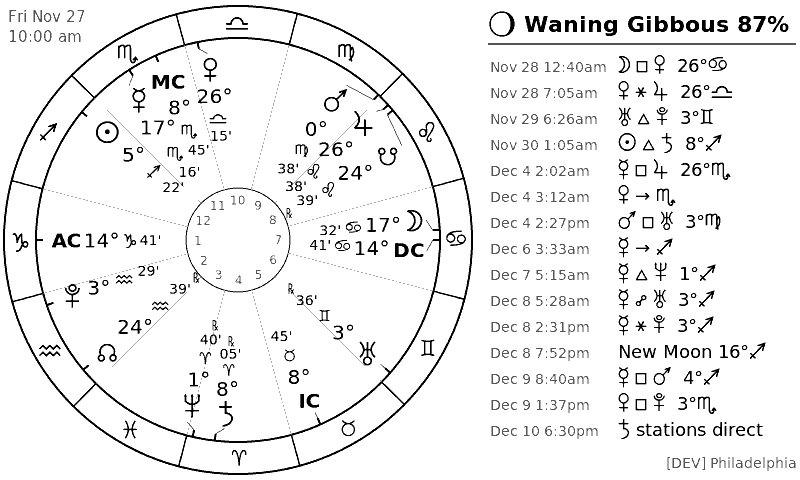 Fri Nov 27
10:00 am
Waning Gibbous 87%
Nov 28 12:40am ☽ □ ♀ 26°♋
Nov 28 7:05am ♀ ⚹ ♃ 26°♎
Nov 29 6:26am ♅ △ ♇ 3°♊
Nov 30 1:05am ☉ △ ♄ 8°♐
Dec 4 2:02am ☿ □ ♃ 26°♏
Dec 4 3:12am ♀ → ♏
Dec 4 2:27pm ♂ □ ♅ 3°♍
Dec 6 3:33am ☿ → ♐
Dec 7 5:15am ☿ △ ♆ 1°♐
Dec 8 5:28am ☿ ☍ ♅ 3°♐
Dec 8 2:31pm ☿ ⚹ ♇ 3°♐
Dec 8 7:52pm New Moon 16°♐
Dec 9 8:40am ☿ □ ♂ 4°♐
Dec 9 1:37pm ♀ □ ♇ 3°♏
Dec 10 6:30pm ♄ stations direct
[DEV] Philadelphia
MC 8° ♏ 45'
♀ 26° ♎ 15'
☿ 17° ♏ 16'
☉ 5° ♐ 22'
♂ 0° ♍ 38'
♃ 26° ♌ 38'
☋ 24° ♌ 39' ℞
☽ 17° ♋ 32'
DC 14° ♋ 41'
AC 14° ♑ 41'
♇ 3° ♒ 29'
☊ 24° ♒ 39' ℞
♆ 1° ♈ 40' ℞
♄ 8° ♈ 05' ℞
IC 8° ♉ 45'
♅ 3° ♊ 36' ℞
1
2
3
4
5
6
7
8
9
10
11
12
♎
♍
♌
♋
♊
♉
♈
♓
♒
♑
♐
♏